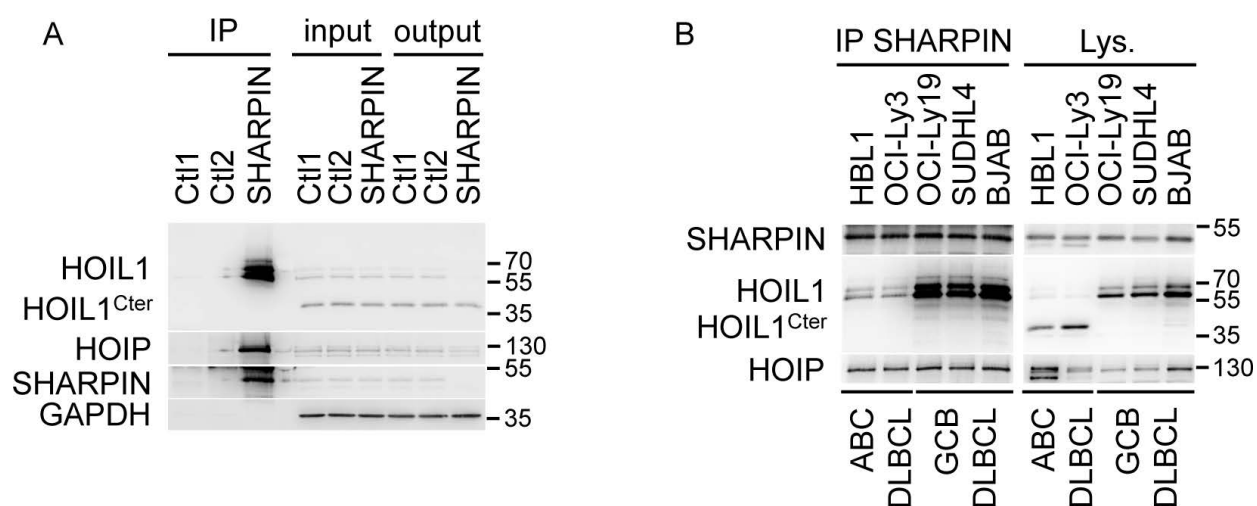 A
IP input output
Ctl1 Ctl2 SHARPIN Ctl1 Ctl2 SHARPIN Ctl1 Ctl2 SHARPIN
HOIL1
HOIL1Cter
HOIP
SHARPIN
GAPDH
70
55
35
130
55
35
B
IP SHARPIN Lys.
HBL1 OCI-Ly3 OCI-Ly19 SUDHL4 BJAB HBL1 OCI-Ly3 OCI-Ly19 SUDHL4 BJAB
SHARPIN
HOIL1
HOIL1Cter
HOIP
55
70
55
35
130
ABC DLBCL GCB DLBCL ABC DLBCL GCB DLBCL